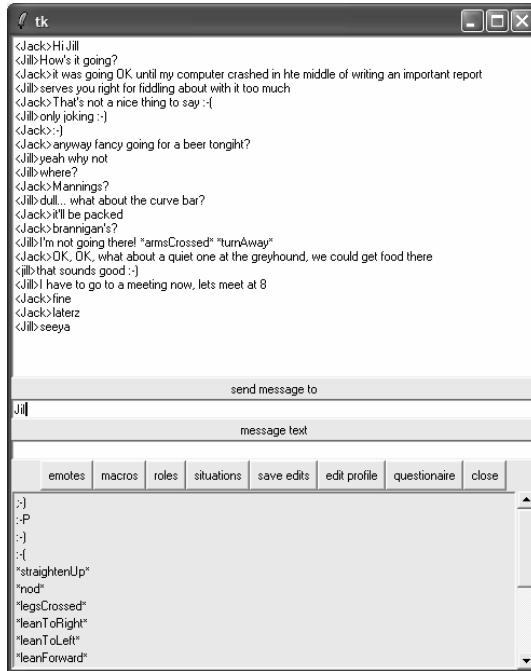 tk
<Jack>Hi Jill
<Jill>How's it going?
<Jack>it was going OK until my computer crashed in hte middle of writing an important report
<Jill>serves you right for fiddling about with it too much
<Jack>That's not a nice thing to say :-(
<Jill>only joking :-)
<Jack>:-)
<Jack>anyway fancy going for a beer tongiht?
<Jill>yeah why not
<Jill>where?
<Jack>Mannings?
<Jill>dull... what about the curve bar?
<Jack>it'll be packed
<Jack>brannigan's?
<Jill>I'm not going there! *armsCrossed* *turnAway*
<Jack>OK, OK, what about a quiet one at the greyhound, we could get food there
<jill>that sounds good :-)
<Jill>I have to go to a meeting now, lets meet at 8
<Jack>fine
<Jack>laterz
<Jill>seeya
send message to
Jill
message text
emotes macros roles situations save edits edit profile questionaire close
;-)
:-P
:-)
:-(
*straightenUp*
*nod*
*legsCrossed*
*leanToRight*
*leanToLeft*
*leanForward*